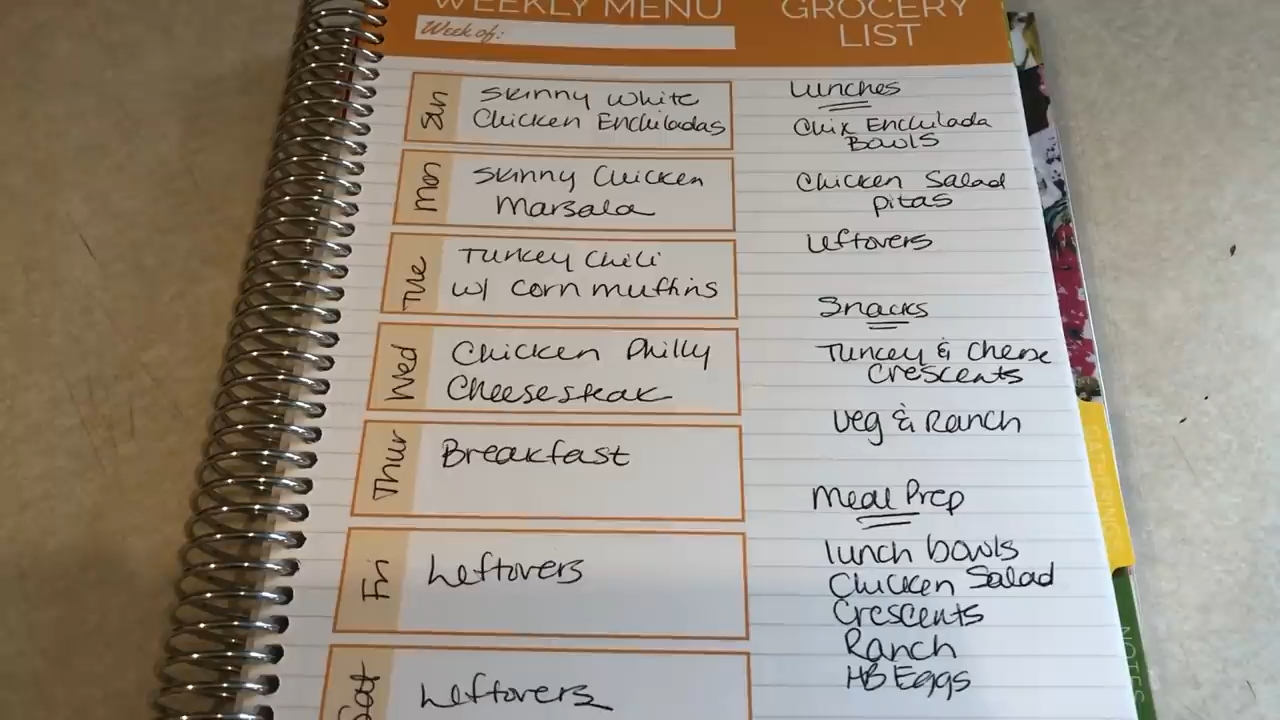 WEEKLY MENU
Week of:
Sun
Skinny White
Chicken Enchiladas
Mon
Skinny Chicken
Marsala
Tue
Turkey Chili
w/ corn muffins
Wed
Chicken Philly
Cheesesteak
Thur
Breakfast
Fri
Leftovers
Sat
Leftovers
GROCERY
LIST
Lunches
Chix Enchilada
Bowls
Chicken Salad
pitas
Leftovers
Snacks
Turkey & Cheese
Crescents
Veg & Ranch
Meal Prep
lunch bowls
Chicken Salad
Crescents
Ranch
HB Eggs
GATHERING
NOTES